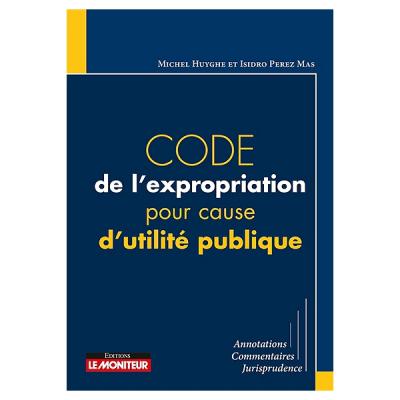 MICHEL HUYGHE ET ISIDRO PEREZ MAS
CODE
de l'expropriation
pour cause
d'utilité publique
Annotations
Commentaires
Jurisprudence
EDITIONS
LE MONITEUR